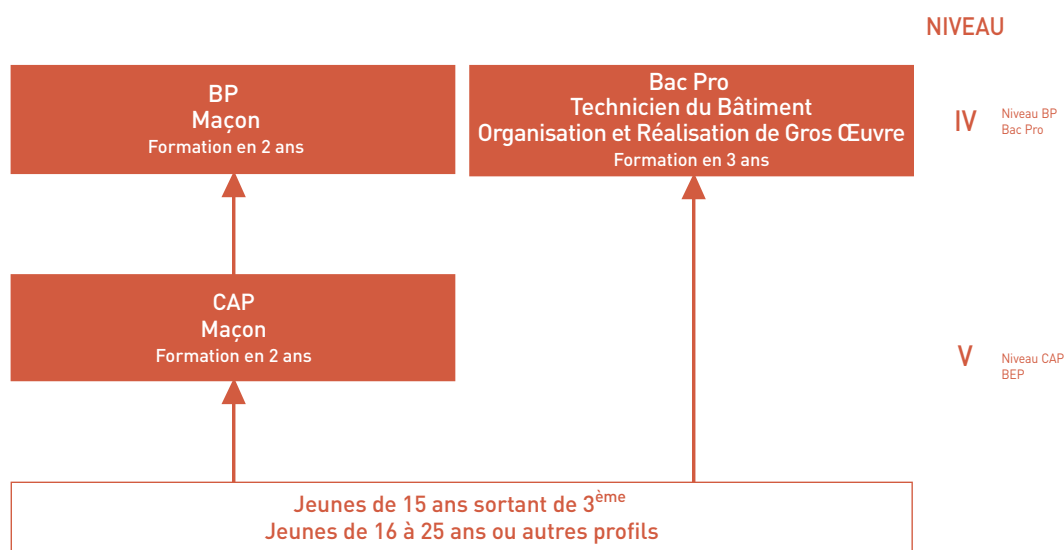 NIVEAU
BP
Maçon
Formation en 2 ans
Bac Pro
Technicien du Bâtiment
Organisation et Réalisation de Gros Œuvre
Formation en 3 ans
IV
Niveau BP
Bac Pro
CAP
Maçon
Formation en 2 ans
V
Niveau CAP
BEP
Jeunes de 15 ans sortant de 3ème
Jeunes de 16 à 25 ans ou autres profils